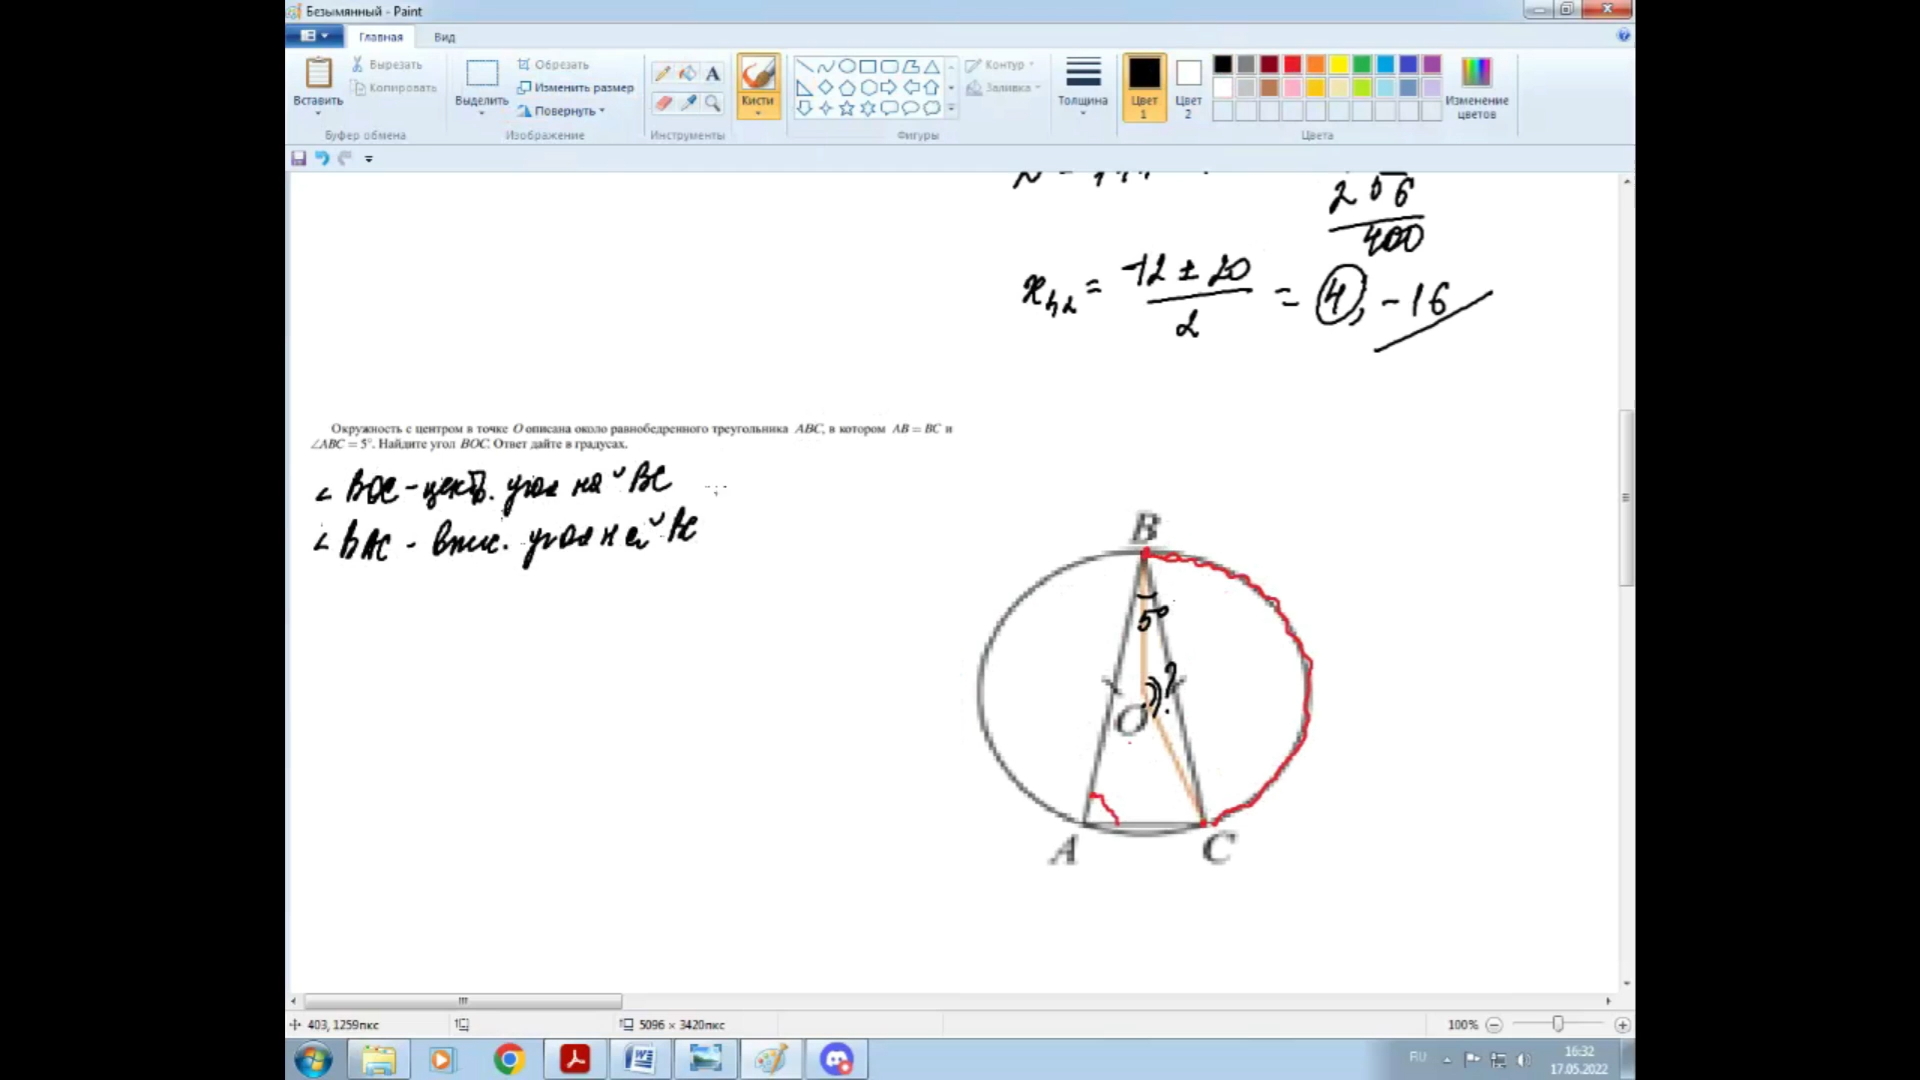 Безымянный - Paint
Главная
Вид
Вставить
Вырезать
Копировать
Буфер обмена
Выделить
Обрезать
Изменить размер
Повернуть
Изображение
A
Инструменты
Кисти
Контур
Заливка
Фигуры
Толщина
Цвет
1
Цвет
2
Изменение
цветов
Цвета
256
400
x1,2 = -12 ± 20 / 2 = 4, -16
Окружность с центром в точке O описана около равнобедренного треугольника ABC, в котором AB = BC и
∠ABC = 5°. Найдите угол BOC. Ответ дайте в градусах.
∠ BOC - центр. угол на ◡BC
∠ BAC - впис. угол на ◡BC
B
5°
?
O
A
C
403, 1259пкс
5096 × 3420пкс
100%
RU
16:32
17.05.2022